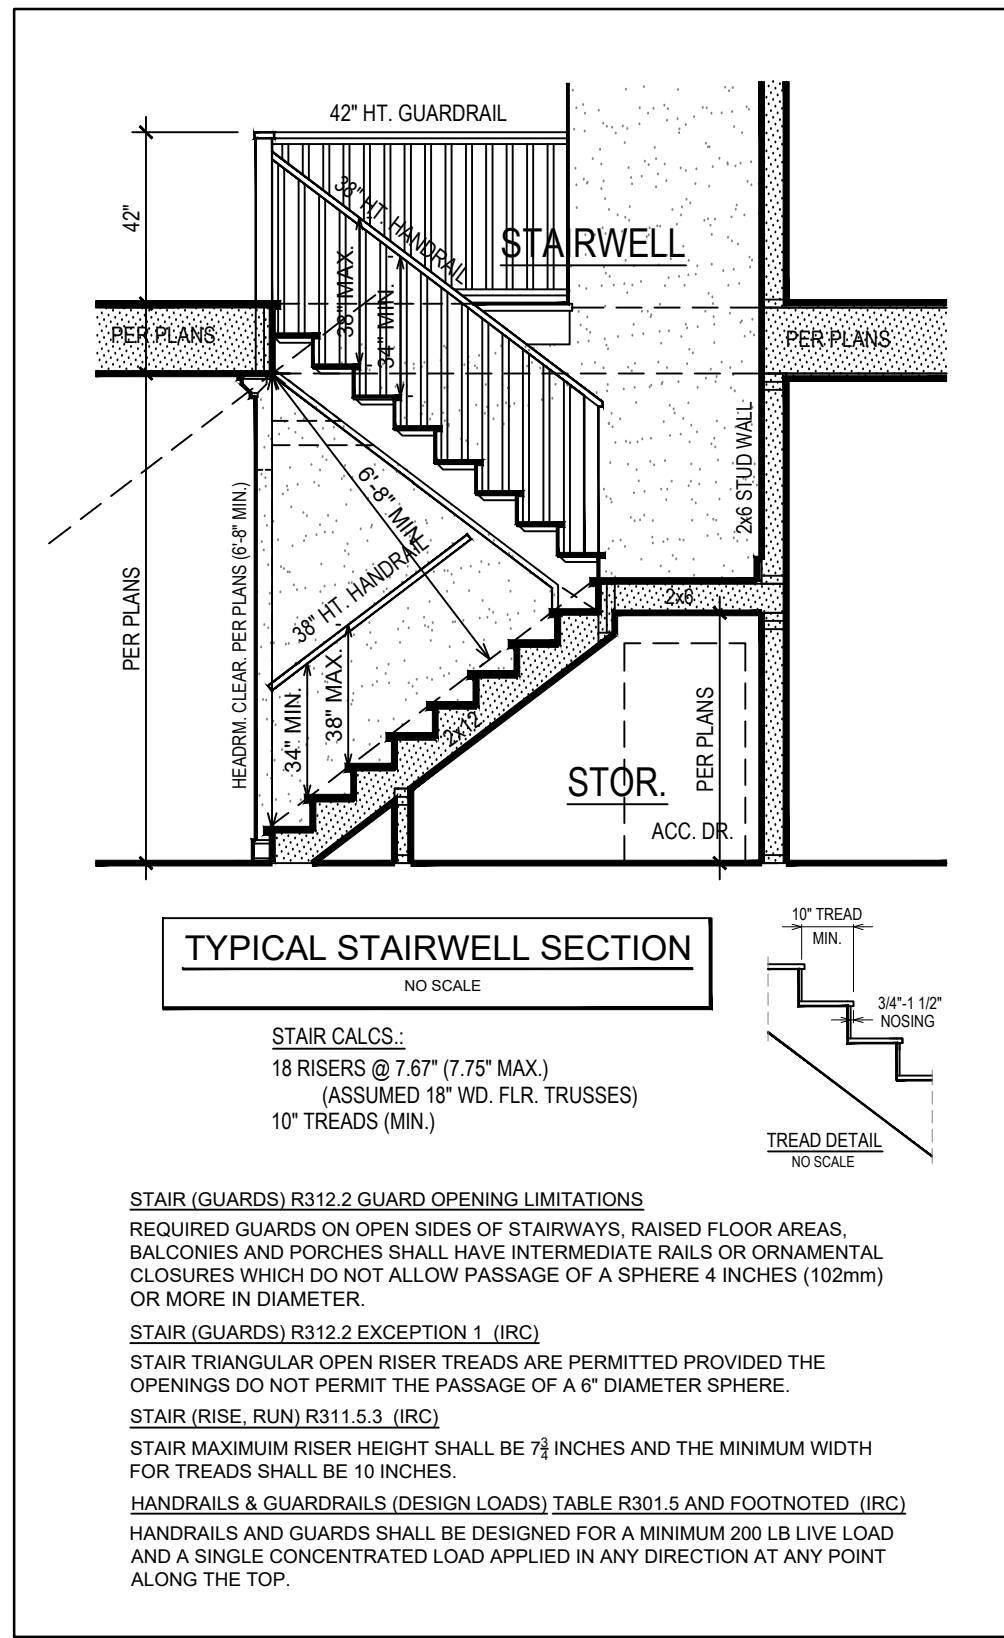 42" HT. GUARDRAIL
42"
38" HT. HANDRAIL
STAIRWELL
38" MAX.
34" MIN.
PER PLANS
PER PLANS
6'-8" MIN.
2x6 STUD WALL
HEADRM. CLEAR. PER PLANS (6'-8" MIN.)
PER PLANS
38" HT. HANDRAIL
2x6
34" MIN.
38" MAX.
2x12
PER PLANS
STOR.
ACC. DR.
TYPICAL STAIRWELL SECTION
NO SCALE
10" TREAD
MIN.
3/4"-1 1/2"
NOSING
TREAD DETAIL
NO SCALE
STAIR CALCS.:
18 RISERS @ 7.67" (7.75" MAX.)
(ASSUMED 18" WD. FLR. TRUSSES)
10" TREADS (MIN.)
STAIR (GUARDS) R312.2 GUARD OPENING LIMITATIONS
REQUIRED GUARDS ON OPEN SIDES OF STAIRWAYS, RAISED FLOOR AREAS,
BALCONIES AND PORCHES SHALL HAVE INTERMEDIATE RAILS OR ORNAMENTAL
CLOSURES WHICH DO NOT ALLOW PASSAGE OF A SPHERE 4 INCHES (102mm)
OR MORE IN DIAMETER.
STAIR (GUARDS) R312.2 EXCEPTION 1 (IRC)
STAIR TRIANGULAR OPEN RISER TREADS ARE PERMITTED PROVIDED THE
OPENINGS DO NOT PERMIT THE PASSAGE OF A 6" DIAMETER SPHERE.
STAIR (RISE, RUN) R311.5.3 (IRC)
STAIR MAXIMUIM RISER HEIGHT SHALL BE 7 3/4 INCHES AND THE MINIMUM WIDTH
FOR TREADS SHALL BE 10 INCHES.
HANDRAILS & GUARDRAILS (DESIGN LOADS) TABLE R301.5 AND FOOTNOTED (IRC)
HANDRAILS AND GUARDS SHALL BE DESIGNED FOR A MINIMUM 200 LB LIVE LOAD
AND A SINGLE CONCENTRATED LOAD APPLIED IN ANY DIRECTION AT ANY POINT
ALONG THE TOP.